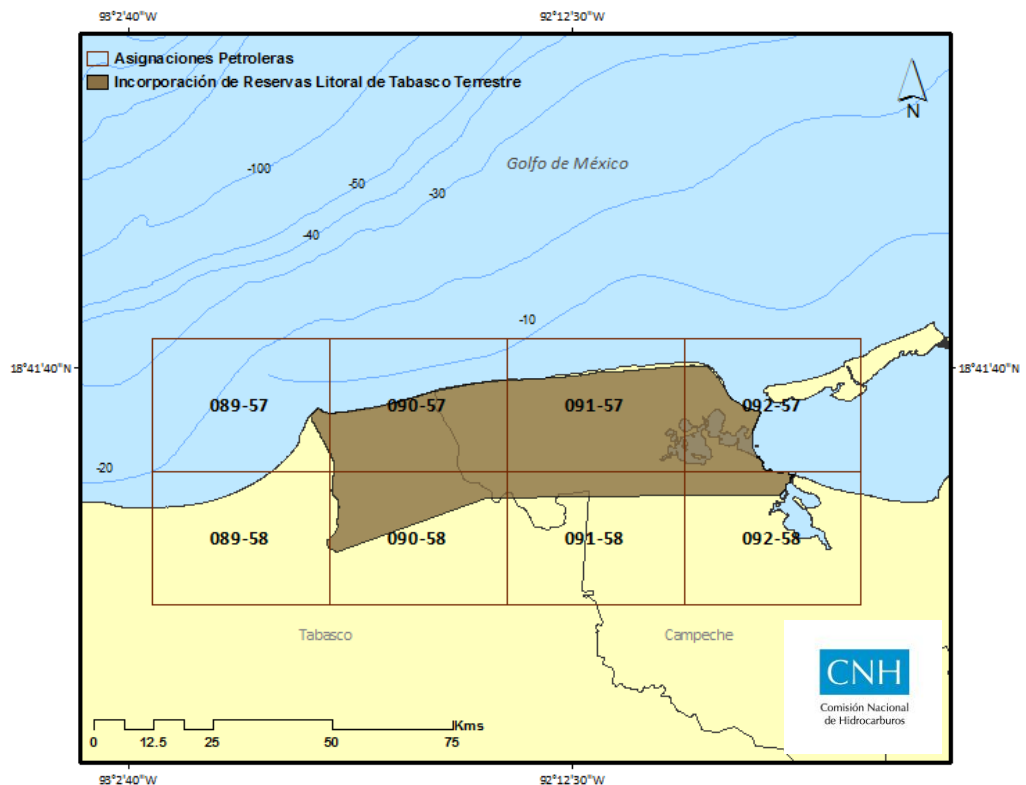 93°2'40"W
92°12'30"W
Asignaciones Petroleras
Incorporación de Reservas Litoral de Tabasco Terrestre
N
Golfo de México
-100
-50
-30
-40
-10
18°41'40"N
18°41'40"N
089-57
090-57
091-57
092-57
-20
089-58
090-58
091-58
092-58
Tabasco
Campeche
CNH
Comisión Nacional
de Hidrocarburos
Kms
0
12.5
25
50
75
93°2'40"W
92°12'30"W